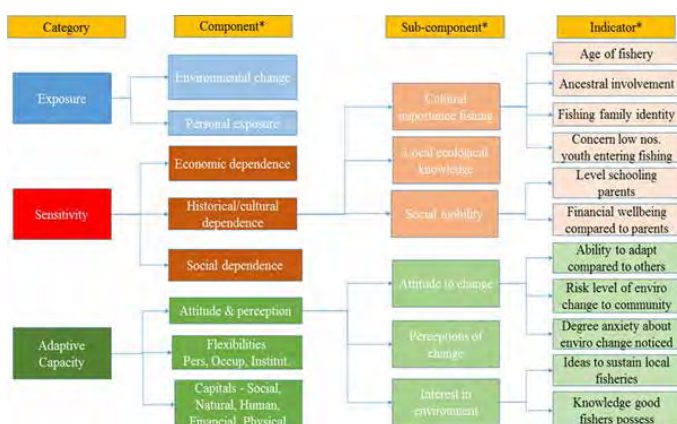 Category
Component*
Sub-component*
Indicator*
Exposure
Environmental change
Personal exposure
Sensitivity
Economic dependence
Historical/cultural
dependence
Social dependence
Adaptive
Capacity
Attitude & perception
Flexibilities
Pers, Occup, Institut.
Capitals - Social,
Natural, Human,
Financial, Physical
Cultural
importance fishing
Local ecological
knowledge
Social mobility
Attitude to change
Perceptions of
change
Interest in
environment
Age of fishery
Ancestral involvement
Fishing family identity
Concern low nos.
youth entering fishing
Level schooling
parents
Financial wellbeing
compared to parents
Ability to adapt
compared to others
Risk level of enviro
change to community
Degree anxiety about
enviro change noticed
Ideas to sustain local
fisheries
Knowledge good
fishers possess